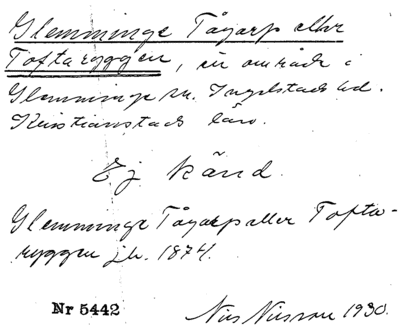 Glemminge Tågarp eller
Toftaryggen, ett område i
Glemminge sn. Ingelstads hd.
Kristianstads län.
Ej känd.
Glemminge Tågarp eller Tofta-
ryggen jb. 1874.
Nr 5442
Nils Nilsson 1930.